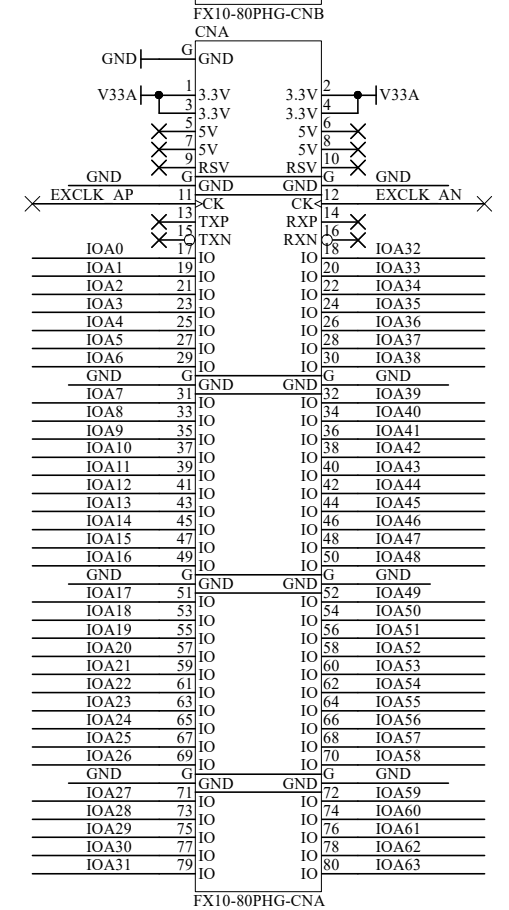 FX10-80PHG-CNB
CNA
GND G GND
V33A 1 3.3V 3.3V 2 V33A
3 3.3V 3.3V 4
5 5V 5V 6
7 5V 5V 8
9 RSV RSV 10
GND G GND GND G GND
EXCLK_AP 11 CK CK 12 EXCLK_AN
13 TXP RXP 14
15 TXN RXN 16
IOA0 17 IO IO 18 IOA32
IOA1 19 IO IO 20 IOA33
IOA2 21 IO IO 22 IOA34
IOA3 23 IO IO 24 IOA35
IOA4 25 IO IO 26 IOA36
IOA5 27 IO IO 28 IOA37
IOA6 29 IO IO 30 IOA38
GND G GND GND G GND
IOA7 31 IO IO 32 IOA39
IOA8 33 IO IO 34 IOA40
IOA9 35 IO IO 36 IOA41
IOA10 37 IO IO 38 IOA42
IOA11 39 IO IO 40 IOA43
IOA12 41 IO IO 42 IOA44
IOA13 43 IO IO 44 IOA45
IOA14 45 IO IO 46 IOA46
IOA15 47 IO IO 48 IOA47
IOA16 49 IO IO 50 IOA48
GND G GND GND G GND
IOA17 51 IO IO 52 IOA49
IOA18 53 IO IO 54 IOA50
IOA19 55 IO IO 56 IOA51
IOA20 57 IO IO 58 IOA52
IOA21 59 IO IO 60 IOA53
IOA22 61 IO IO 62 IOA54
IOA23 63 IO IO 64 IOA55
IOA24 65 IO IO 66 IOA56
IOA25 67 IO IO 68 IOA57
IOA26 69 IO IO 70 IOA58
GND G GND GND G GND
IOA27 71 IO IO 72 IOA59
IOA28 73 IO IO 74 IOA60
IOA29 75 IO IO 76 IOA61
IOA30 77 IO IO 78 IOA62
IOA31 79 IO IO 80 IOA63
FX10-80PHG-CNA